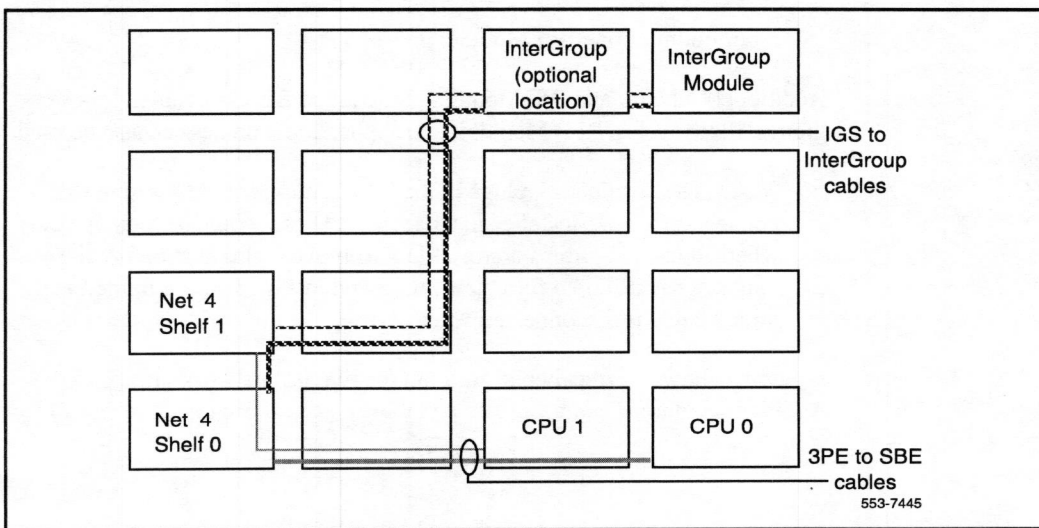 InterGroup
(optional
location)
InterGroup
Module
IGS to
InterGroup
cables
Net 4
Shelf 1
Net 4
Shelf 0
CPU 1
CPU 0
3PE to SBE
cables
553-7445